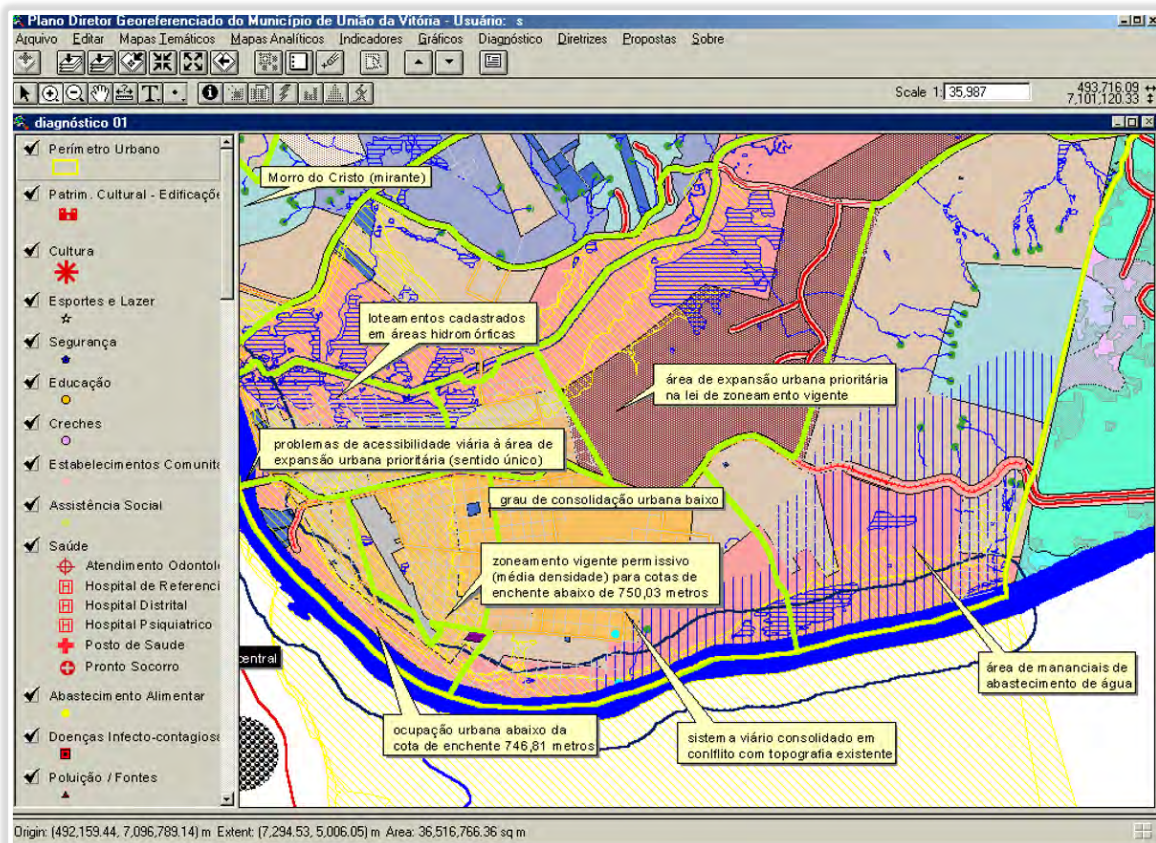 Plano Diretor Georeferenciado do Município de União da Vitória - Usuário: s
Arquivo Editar Mapas Temáticos Mapas Analíticos Indicadores Gráficos Diagnóstico Diretrizes Propostas Sobre
Scale 1: 35,987
493,716.09
7,101,120.33
diagnóstico 01
Perímetro Urbano
Patrim. Cultural - Edificaçõe
Cultura
Esportes e Lazer
Segurança
Educação
Creches
Estabelecimentos Comunita
Assistência Social
Saúde
Atendimento Odontol
Hospital de Referenci
Hospital Distrital
Hospital Psiquiatrico
Posto de Saude
Pronto Socorro
Abastecimento Alimentar
Doenças Infecto-contagiosa
Poluição / Fontes
Morro do Cristo (mirante)
loteamentos cadastrados
em áreas hidromórficas
área de expansão urbana prioritária
na lei de zoneamento vigente
problemas de acessibilidade viária à área de
expansão urbana prioritária (sentido único)
grau de consolidação urbana baixo
zoneamento vigente permissivo
(média densidade) para cotas de
enchente abaixo de 750,03 metros
central
área de mananciais de
abastecimento de água
ocupação urbana abaixo da
cota de enchente 746,81 metros
sistema viário consolidado em
conflito com topografia existente
Origin: (492,159.44, 7,096,789.14) m Extent: (7,294.53, 5,006.05) m Area: 36,516,766.36 sq m